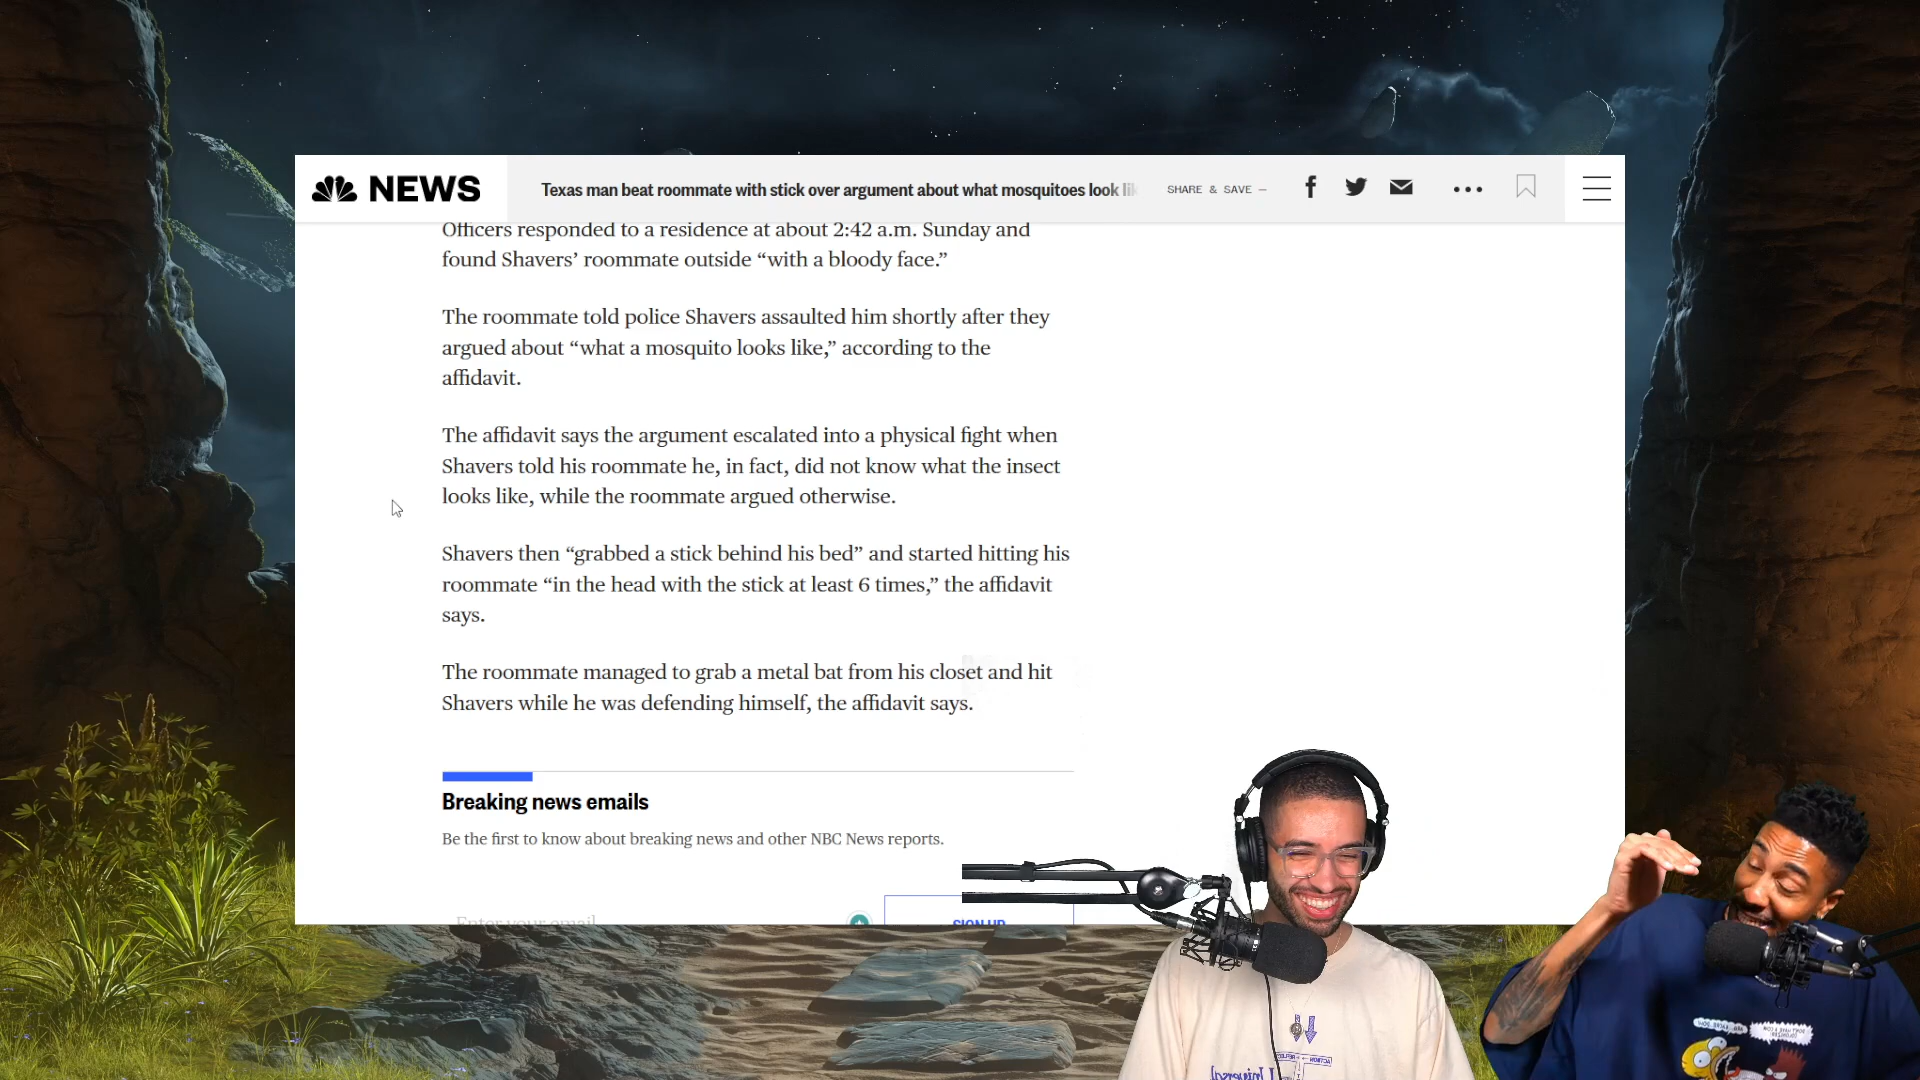 NEWS
Texas man beat roommate with stick over argument about what mosquitoes look
SHARE & SAVE —
Officers responded to a residence at about 2:42 a.m. Sunday and
found Shavers’ roommate outside “with a bloody face.”
The roommate told police Shavers assaulted him shortly after they
argued about “what a mosquito looks like,” according to the
affidavit.
The affidavit says the argument escalated into a physical fight when
Shavers told his roommate he, in fact, did not know what the insect
looks like, while the roommate argued otherwise.
Shavers then “grabbed a stick behind his bed” and started hitting his
roommate “in the head with the stick at least 6 times,” the affidavit
says.
The roommate managed to grab a metal bat from his closet and hit
Shavers while he was defending himself, the affidavit says.
Breaking news emails
Be the first to know about breaking news and other NBC News reports.
Enter your email
SIGN UP